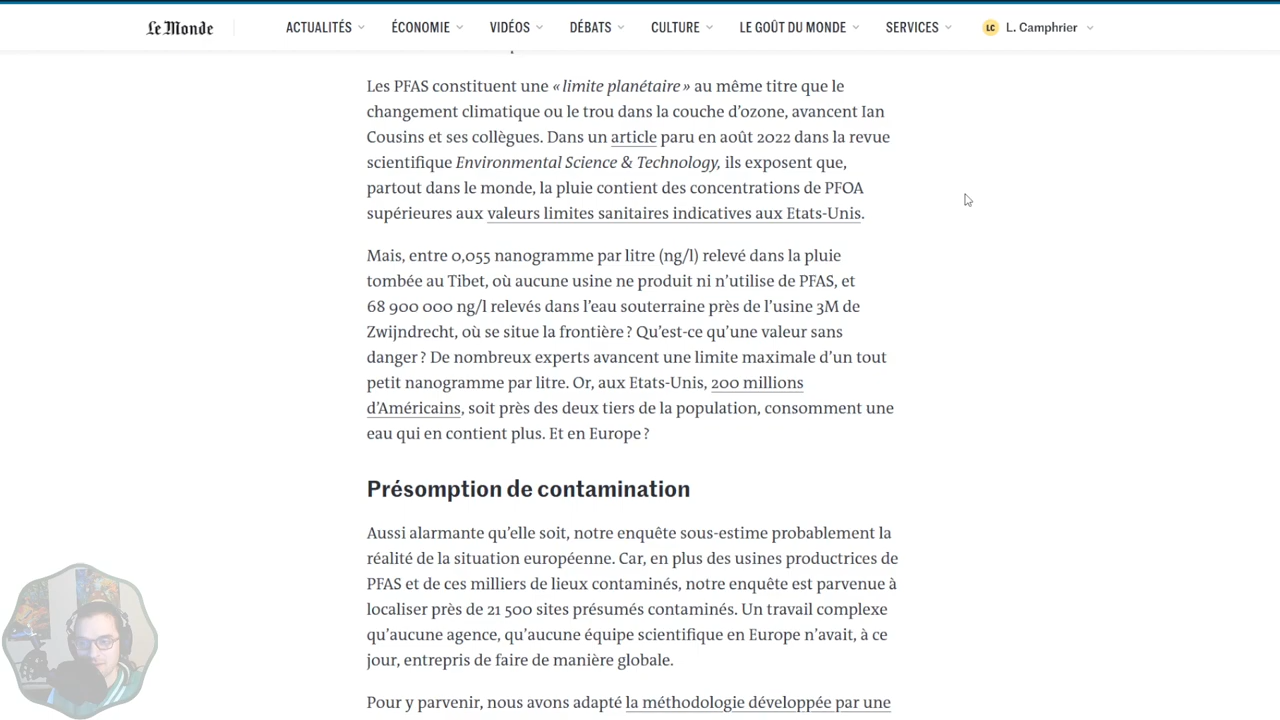 Le Monde
ACTUALITÉS
ÉCONOMIE
VIDÉOS
DÉBATS
CULTURE
LE GOÛT DU MONDE
SERVICES
LC
L. Camphrier
Les PFAS constituent une « limite planétaire » au même titre que le
changement climatique ou le trou dans la couche d’ozone, avancent Ian
Cousins et ses collègues. Dans un article paru en août 2022 dans la revue
scientifique Environmental Science & Technology, ils exposent que,
partout dans le monde, la pluie contient des concentrations de PFOA
supérieures aux valeurs limites sanitaires indicatives aux Etats-Unis.
Mais, entre 0,055 nanogramme par litre (ng/l) relevé dans la pluie
tombée au Tibet, où aucune usine ne produit ni n’utilise de PFAS, et
68 900 000 ng/l relevés dans l’eau souterraine près de l’usine 3M de
Zwijndrecht, où se situe la frontière ? Qu’est-ce qu’une valeur sans
danger ? De nombreux experts avancent une limite maximale d’un tout
petit nanogramme par litre. Or, aux Etats-Unis, 200 millions
d’Américains, soit près des deux tiers de la population, consomment une
eau qui en contient plus. Et en Europe ?
Présomption de contamination
Aussi alarmante qu’elle soit, notre enquête sous-estime probablement la
réalité de la situation européenne. Car, en plus des usines productrices de
PFAS et de ces milliers de lieux contaminés, notre enquête est parvenue à
localiser près de 21 500 sites présumés contaminés. Un travail complexe
qu’aucune agence, qu’aucune équipe scientifique en Europe n’avait, à ce
jour, entrepris de faire de manière globale.
Pour y parvenir, nous avons adapté la méthodologie développée par une